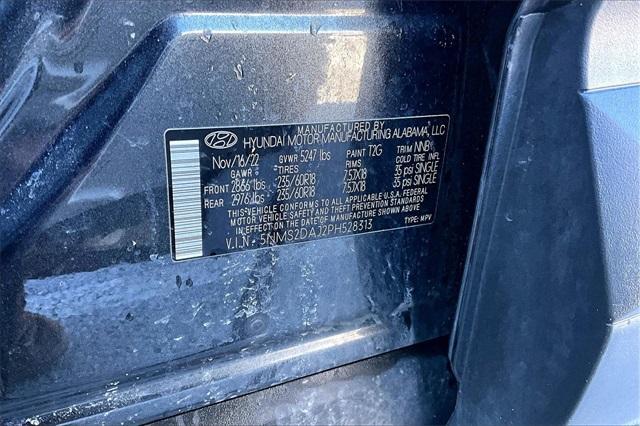 MANUFACTURED BY
HYUNDAI MOTOR MANUFACTURING ALABAMA, LLC
Nov/16/22 GVWR 5247 lbs PAINT T2G TRIM NNB
GAWR TIRES RIMS COLD TIRE INFL
FRONT 2866 lbs 235/60R18 7.5JX18 35 psi SINGLE
REAR 2976 lbs 235/60R18 7.5JX18 35 psi SINGLE
THIS VEHICLE CONFORMS TO ALL APPLICABLE U.S.A. FEDERAL
MOTOR VEHICLE SAFETY STANDARDS IN EFFECT ON THE
DATE OF MANUFACTURE SHOWN ABOVE. TYPE: MPV
V.I.N - 5NMS2DAJ2PH528313